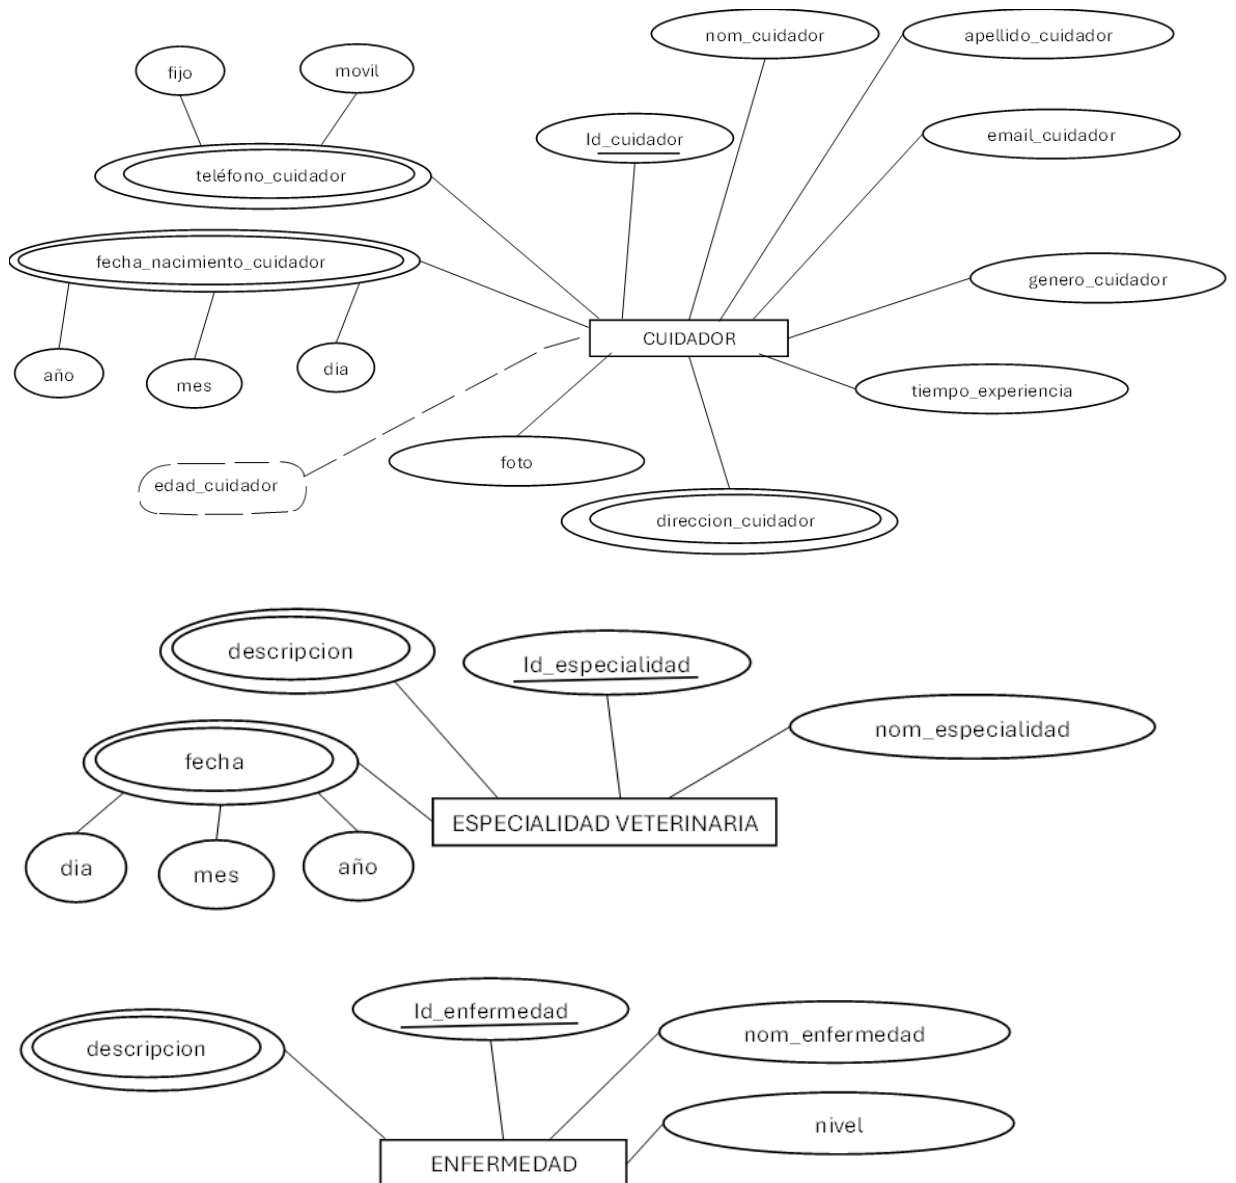 nom_cuidador
apellido_cuidador
fijo
movil
Id_cuidador
email_cuidador
teléfono_cuidador
fecha_nacimiento_cuidador
genero_cuidador
CUIDADOR
año
mes
dia
tiempo_experiencia
foto
edad_cuidador
direccion_cuidador
descripcion
Id_especialidad
nom_especialidad
fecha
ESPECIALIDAD VETERINARIA
dia
mes
año
Id_enfermedad
nom_enfermedad
descripcion
nivel
ENFERMEDAD